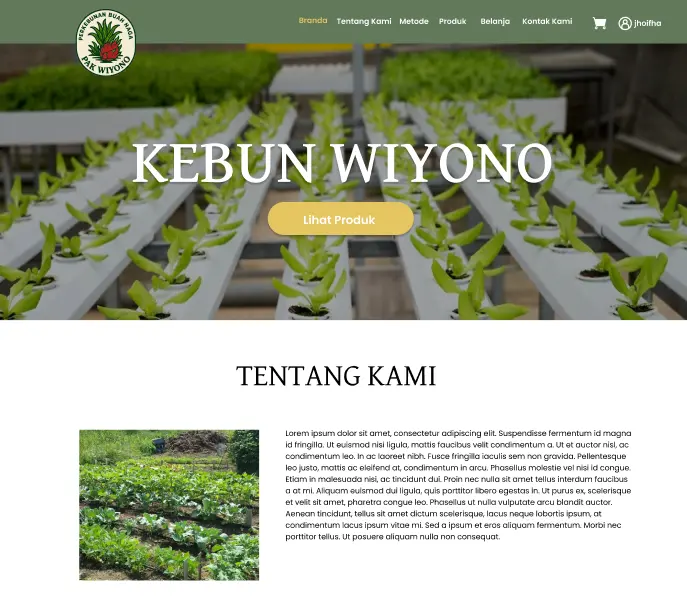 PERKEBUNAN BUAH NAGA
PAK WIYONO
Branda
Tentang Kami
Metode
Produk
Belanja
Kontak Kami
jhoifha
KEBUN WIYONO
Lihat Produk
TENTANG KAMI
Lorem ipsum dolor sit amet, consectetur adipiscing elit. Suspendisse fermentum id magna
id fringilla. Ut euismod nisi ligula, mattis faucibus velit condimentum a. Ut et auctor nisl, ac
condimentum leo. In ac laoreet nibh. Fusce fringilla iaculis sem non gravida. Pellentesque
leo justo, mattis ac eleifend at, condimentum in arcu. Phasellus molestie vel nisi id congue.
Etiam in malesuada nisi, ac tincidunt dui. Proin nec nulla sit amet tellus interdum faucibus
a at mi. Aliquam euismod dui ligula, quis porttitor libero egestas in. Ut purus ex, scelerisque
et velit sit amet, pharetra congue leo. Phasellus ut nulla vulputate arcu blandit auctor.
Aenean tincidunt, tellus sit amet dictum scelerisque, lacus neque lobortis ipsum, at
condimentum lacus ipsum vitae mi. Sed a ipsum et eros aliquam fermentum. Morbi nec
porttitor tellus. Ut posuere aliquam nulla non consequat.